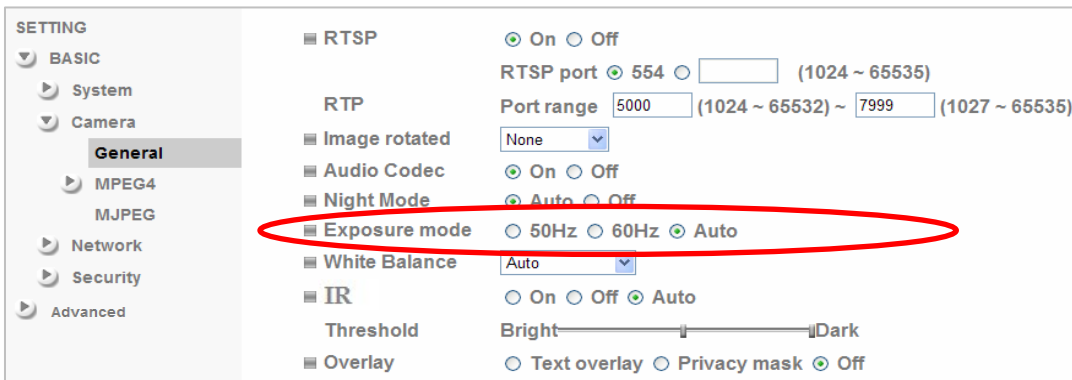 SETTING
BASIC
System
Camera
General
MPEG4
MJPEG
Network
Security
Advanced
RTSP On Off
RTSP port 554 (1024 ~ 65535)
RTP Port range 5000 (1024 ~ 65532) ~ 7999 (1027 ~ 65535)
Image rotated None
Audio Codec On Off
Night Mode Auto Off
Exposure mode 50Hz 60Hz Auto
White Balance Auto
IR On Off Auto
Threshold Bright Dark
Overlay Text overlay Privacy mask Off